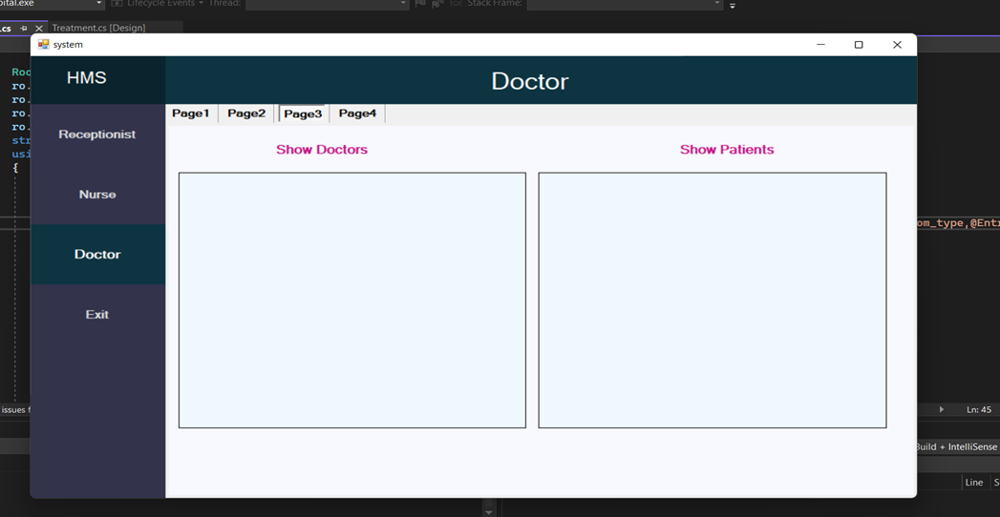 pital.exe Lifecycle Events Thread: Stack Frame:
.cs Treatment.cs [Design]
system
HMS
Doctor
Page1 Page2 Page3 Page4
Receptionist
Nurse
Doctor
Exit
Show Doctors Show Patients
Roo
ro.
ro.
ro.
ro.
str
usi
{
om_type,@Ent
issues f
Ln: 45
Build + IntelliSense
Line S